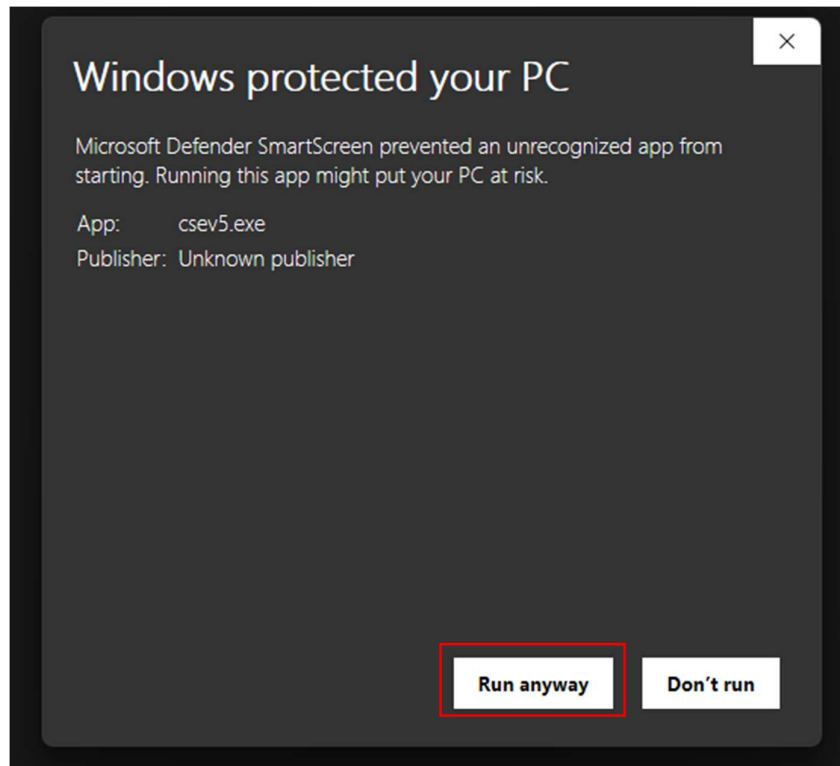 Windows protected your PC
Microsoft Defender SmartScreen prevented an unrecognized app from
starting. Running this app might put your PC at risk.
App: csev5.exe
Publisher: Unknown publisher
Run anyway Don’t run